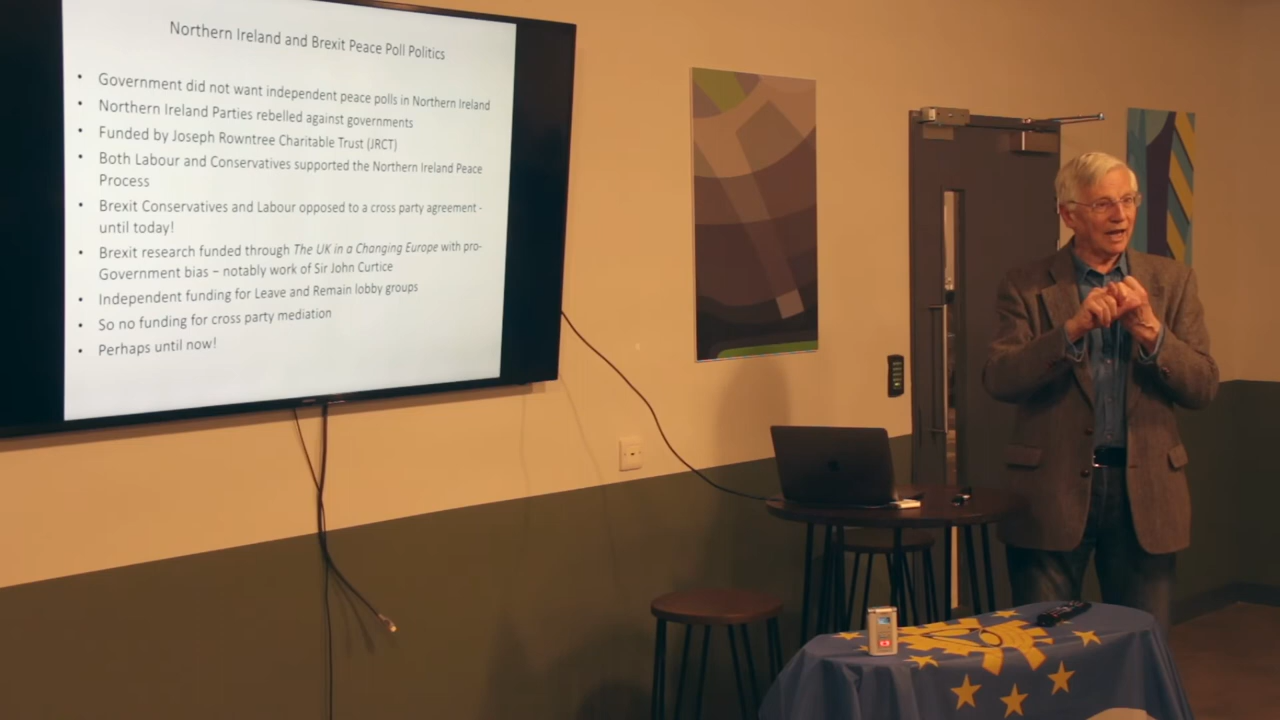 Northern Ireland and Brexit Peace Poll Politics
• Government did not want independent peace polls in Northern Ireland
• Northern Ireland Parties rebelled against governments
• Funded by Joseph Rowntree Charitable Trust (JRCT)
• Both Labour and Conservatives supported the Northern Ireland Peace
Process
• Brexit Conservatives and Labour opposed to a cross party agreement -
until today!
• Brexit research funded through The UK in a Changing Europe with pro-
Government bias – notably work of Sir John Curtice
• Independent funding for Leave and Remain lobby groups
• So no funding for cross party mediation
• Perhaps until now!